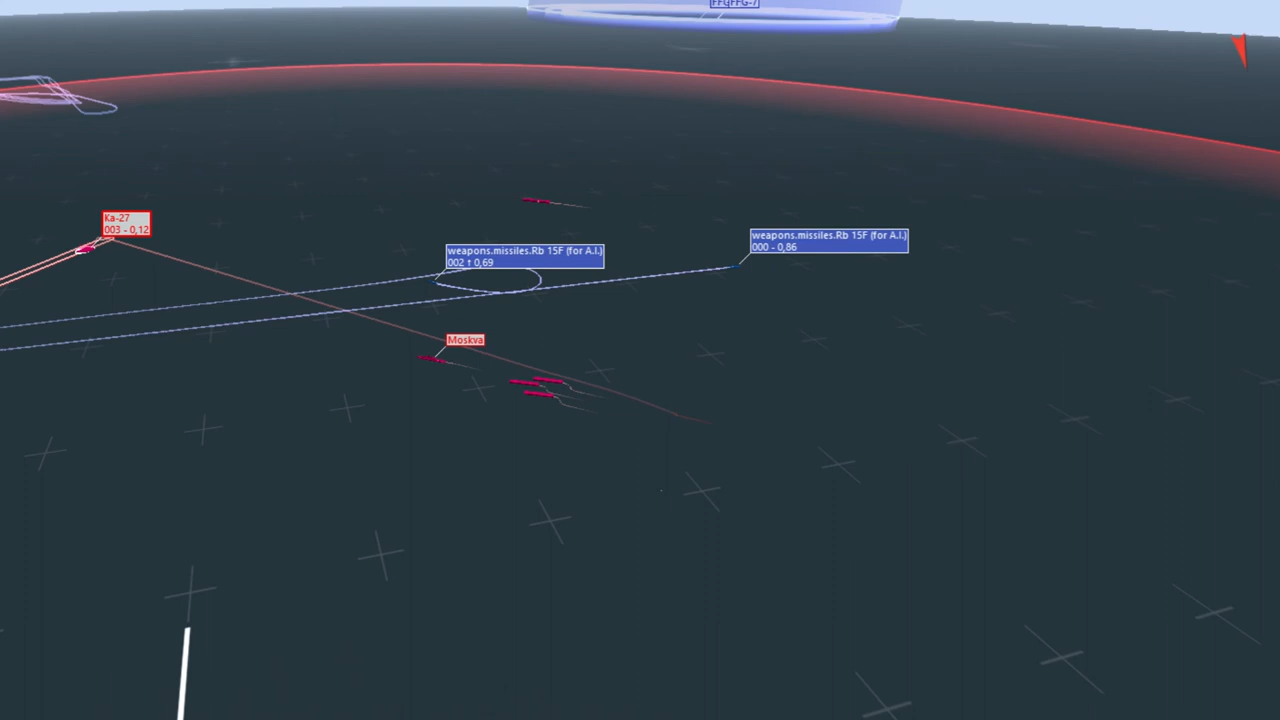 FFG-7
Ka-27
003 - 0,12
weapons.missiles.Rb 15F (for A.I.)
000 - 0,86
weapons.missiles.Rb 15F (for A.I.)
002 ↑ 0,69
Moskva